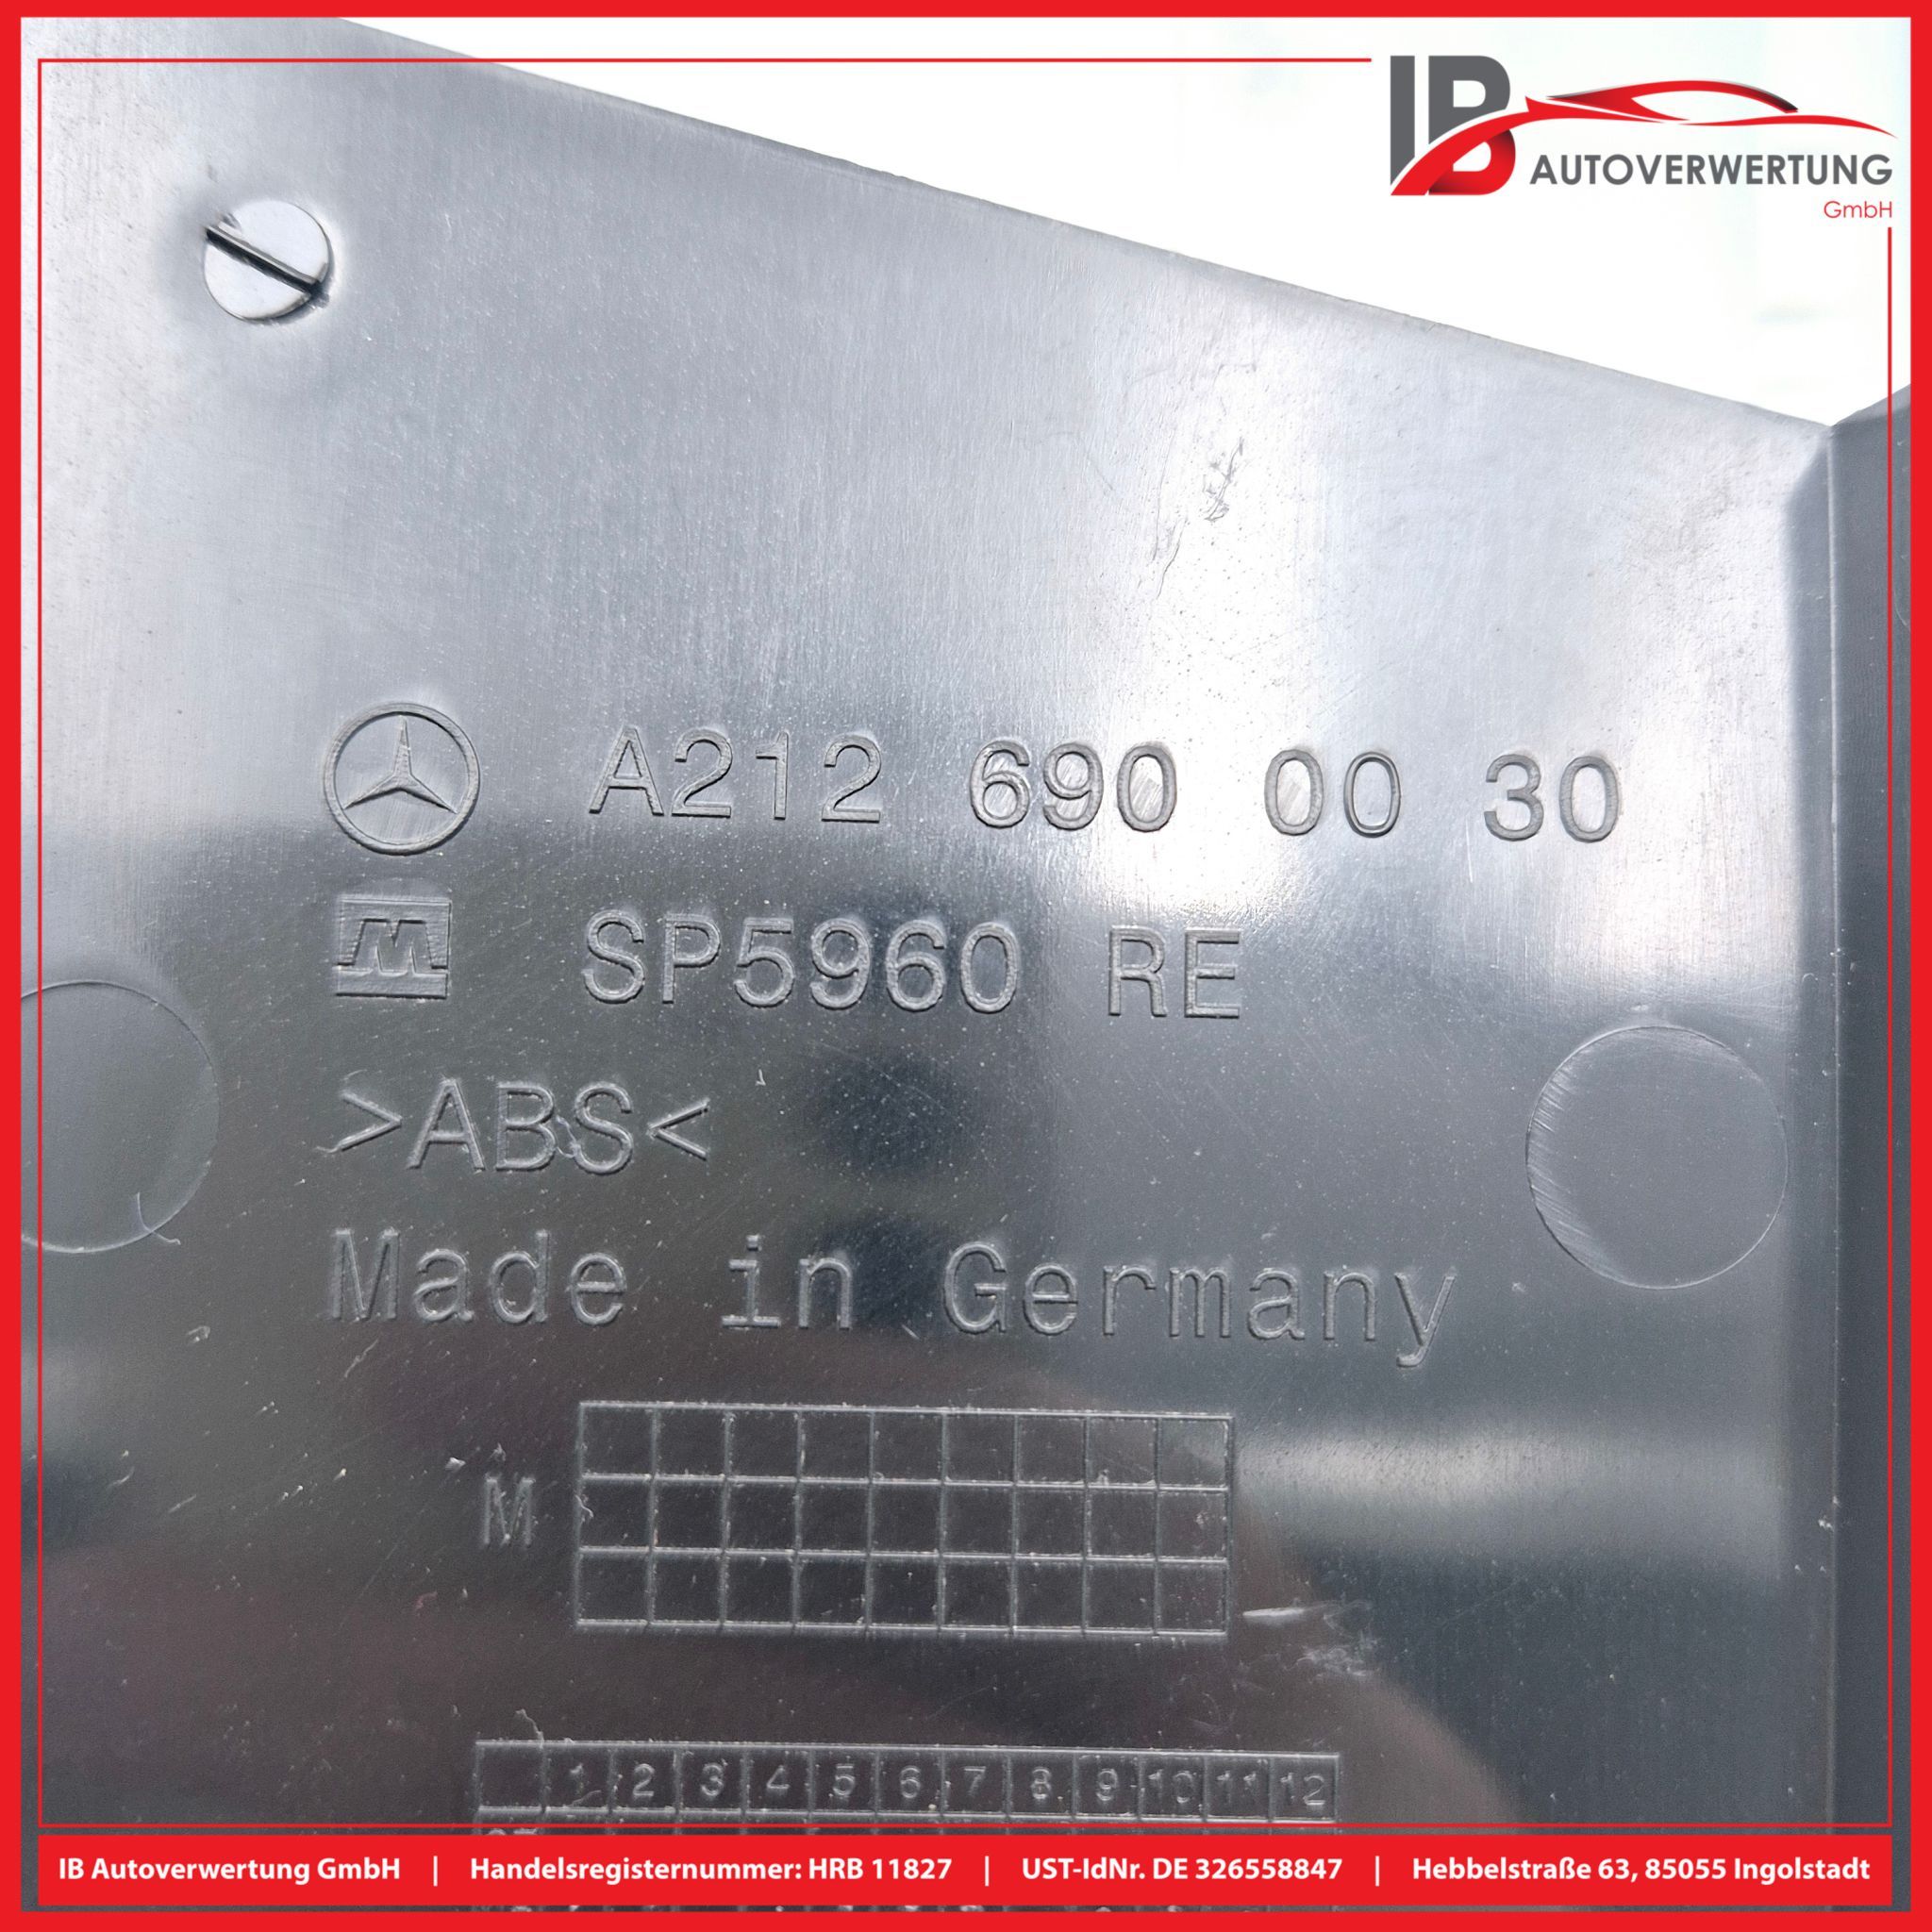 IB
AUTOVERWERTUNG
GmbH
A212 690 00 30
SP5960 RE
>ABS<
Made in Germany
M
1 2 3 4 5 6 7 8 9 10 11 12
IB Autoverwertung GmbH | Handelsregisternummer: HRB 11827 | UST-IdNr. DE 326558847 | Hebbelstraße 63, 85055 Ingolstadt